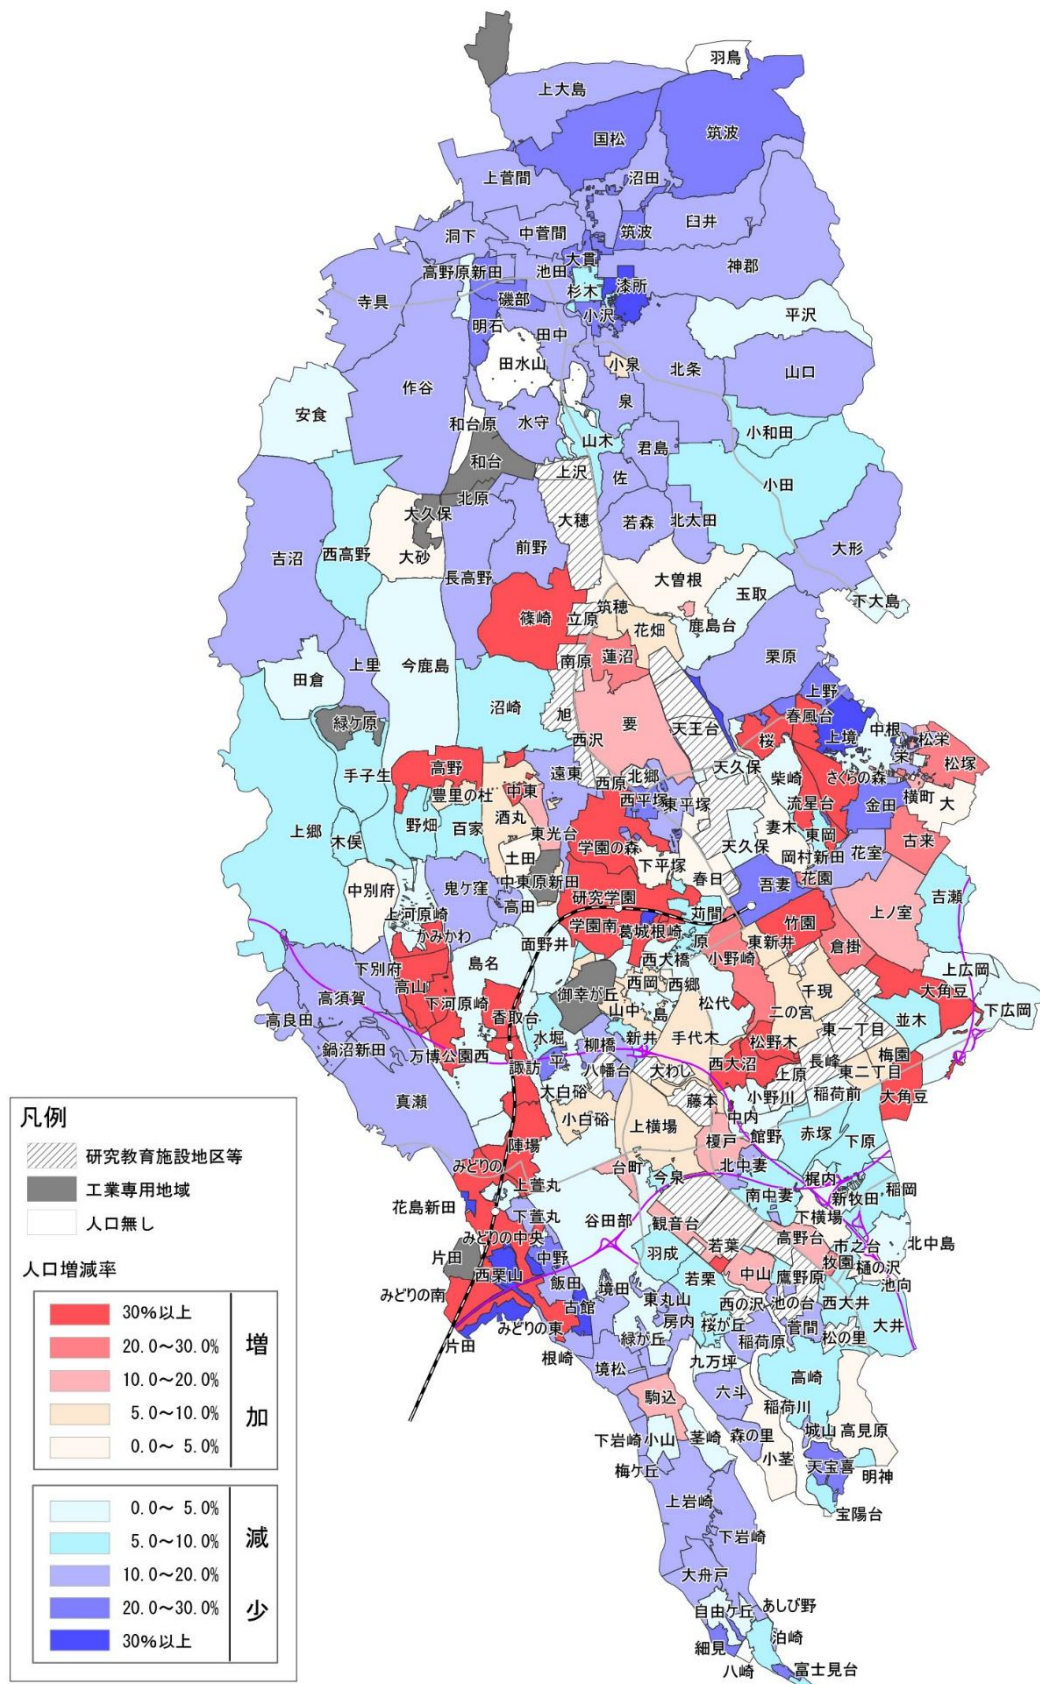 羽鳥
上大島
国松
筑波
上菅間
沼田
臼井
筑波
洞下
中菅間
神郡
大貫
高野原新田
池田
漆所
寺具
磯部
杉木
小沢
平沢
明石
田中
田水山
小泉
北条
山口
作谷
安食
泉
和台原
水守
小和田
山木
君島
和台
上沢
佐
小田
北原
大久保
大穂
若森
北太田
吉沼
西高野
大砂
前野
大形
長高野
大曽根
玉取
下大島
筑穂
篠崎
立原
花畑
鹿島台
上里
今鹿島
南原
蓮沼
栗原
田倉
上野
沼崎
旭
要
天王台
春風台
緑ケ原
桜
上境
中根
松栄
西沢
栄
松塚
手子生
高野
遠東
西原
北郷
天久保
柴崎
さくらの森
豊里の杜
中東
西平塚
東平塚
流星台
金田
横町
大
上郷
木俣
野畑
百家
酒丸
東光台
学園の森
妻木
東岡
天久保
岡村新田
花室
古来
中別府
土田
下平塚
春日
鬼ケ窪
中東原新田
吾妻
花園
吉瀬
高田
研究学園
苅間
上ノ室
上河原崎
かみかわ
面野井
学園南
葛城根崎
原
小野崎
東新井
竹園
倉掛
下別府
島名
西大橋
上広岡
高須賀
高山
御幸が丘
西岡
西郷
松代
千現
大角豆
下広岡
下河原崎
香取台
山中
島
二の宮
並木
高良田
水堀
手代木
東一丁目
鍋沼新田
万博公園西
柳橋
新井
松野木
長峰
梅園
諏訪
平
八幡台
大わし
西大沼
上原
東二丁目
真瀬
大白硲
藤本
小野川
稲荷前
大角豆
小白硲
上横場
中内
陣場
榎戸
館野
赤塚
下原
みどりの
台町
今泉
北中妻
梶内
上萱丸
南中妻
新牧田
稲岡
花島新田
下萱丸
谷田部
観音台
下横場
みどりの中央
高野台
市之台
北中島
片田
中野
羽成
若葉
牧園
樋の沢
西栗山
飯田
境田
若栗
中山
鷹野原
池向
みどりの南
東丸山
西の沢
池の台
西大井
古館
桜が丘
菅間
大井
みどりの東
房内
片田
緑が丘
稲荷原
松の里
根崎
九万坪
境松
高崎
駒込
六斗
稲荷川
城山
高見原
下岩崎
小山
茎崎
森の里
小茎
天宝喜
梅ケ丘
明神
上岩崎
宝陽台
下岩崎
大舟戸
自由ケ丘
あしび野
細見
泊崎
八崎
富士見台
凡例
研究教育施設地区等
工業専用地域
人口無し
人口増減率
増加
30%以上
20.0～30.0%
10.0～20.0%
5.0～10.0%
0.0～ 5.0%
減少
0.0～ 5.0%
5.0～10.0%
10.0～20.0%
20.0～30.0%
30%以上